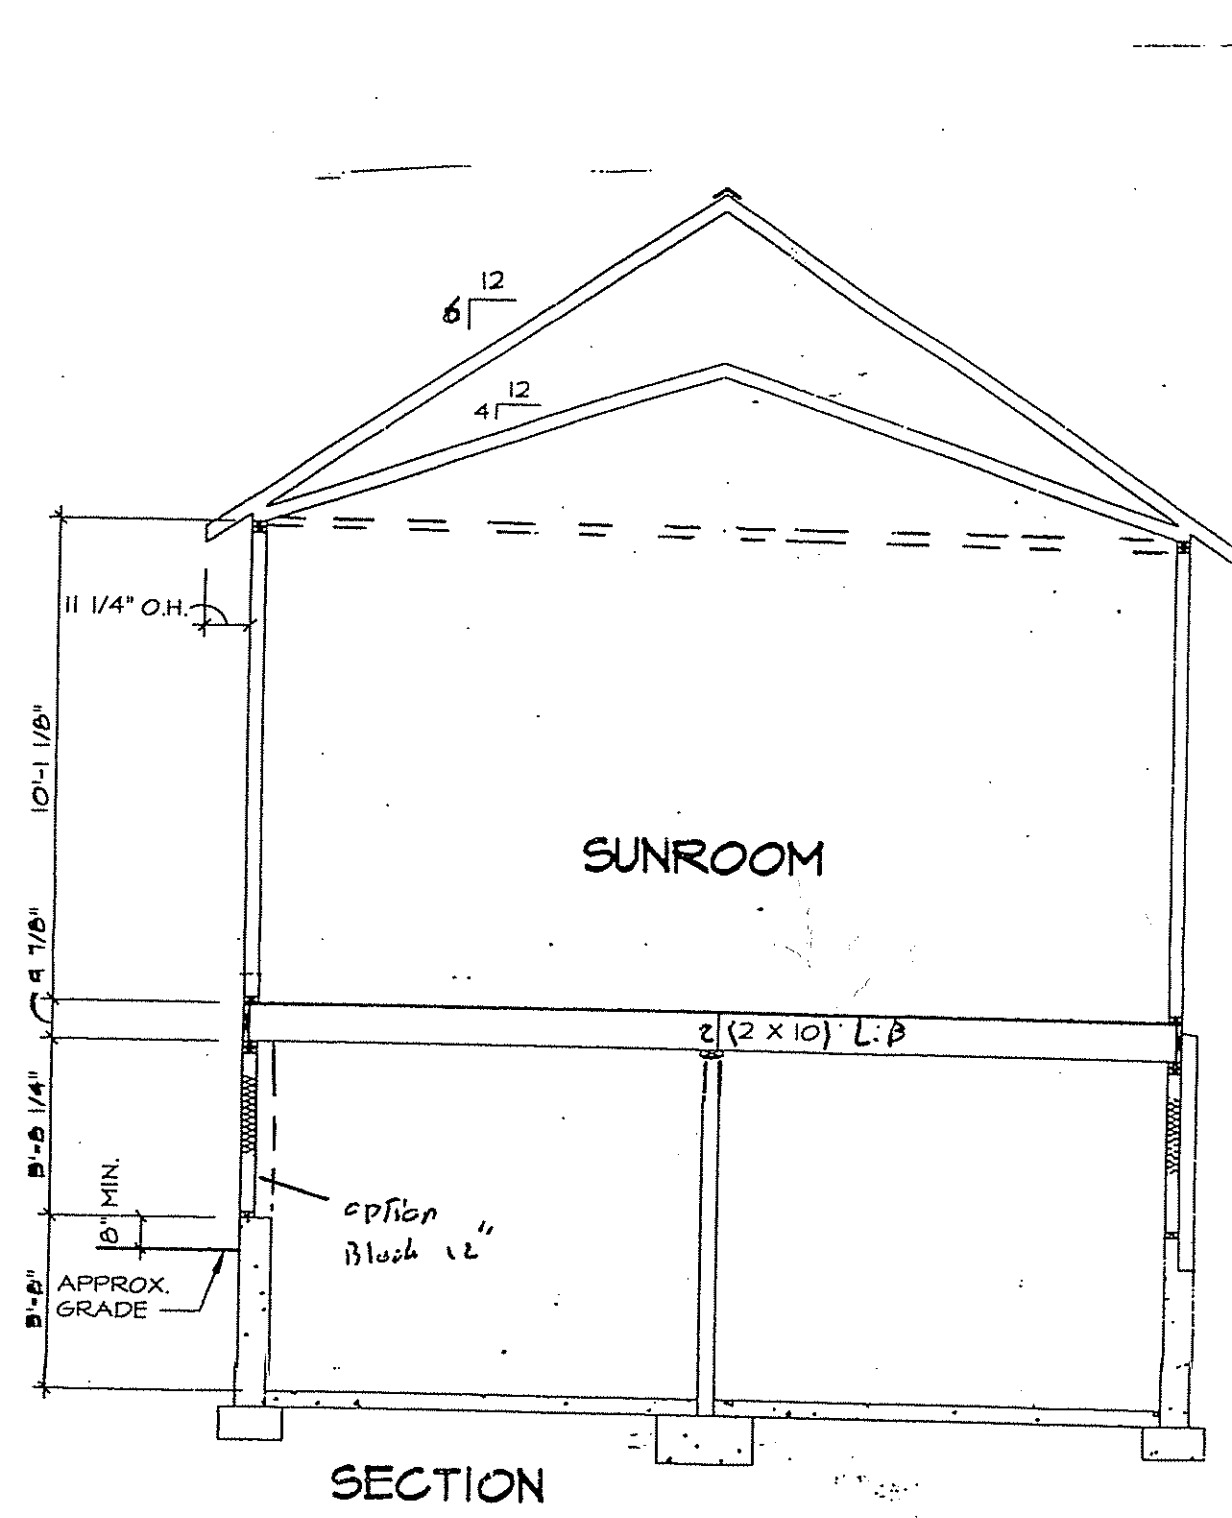 12
6
12
4
11 1/4" O.H.
10'-1 1/8"
SUNROOM
9 7/8"
2 (2 X 10)
3'-8 1/4"
8" MIN.
option
Block 12"
APPROX.
GRADE
3'-8"
SECTION